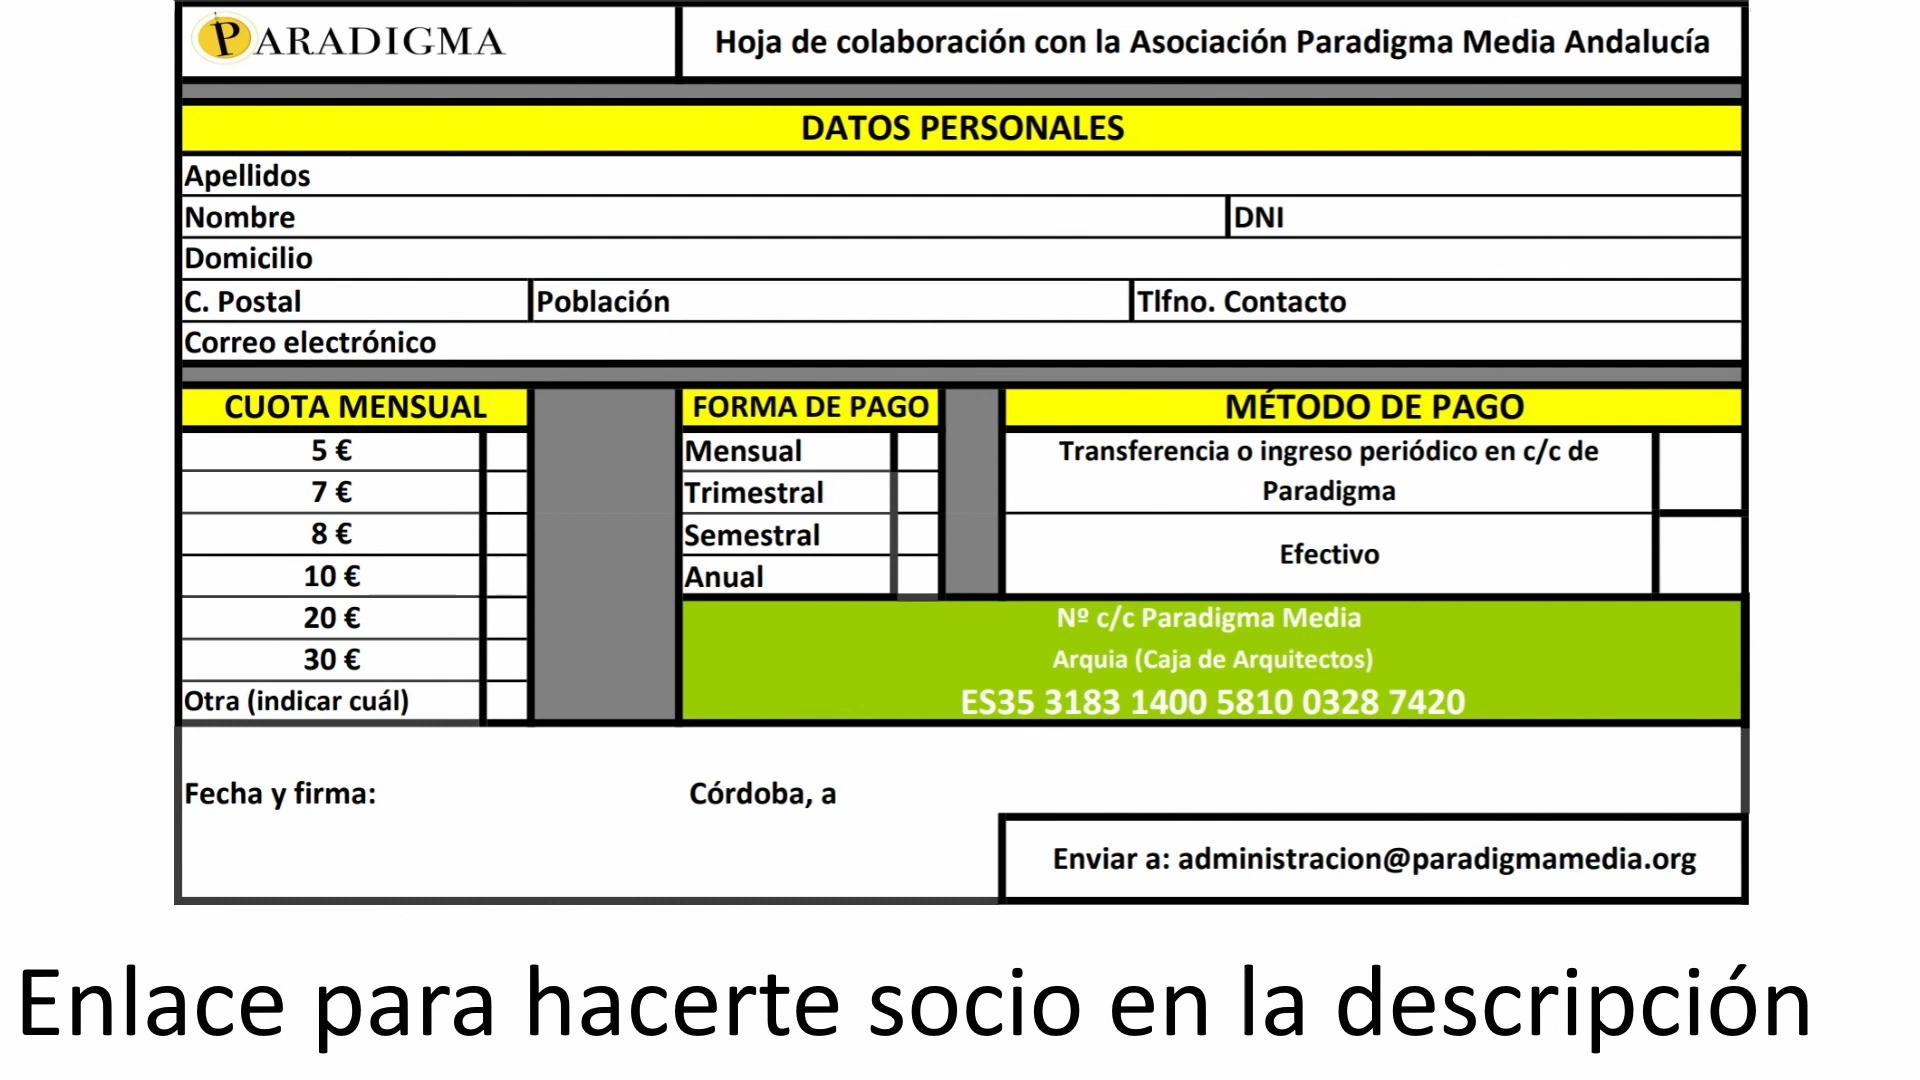 PARADIGMA
Hoja de colaboración con la Asociación Paradigma Media Andalucía
DATOS PERSONALES
Apellidos
Nombre
DNI
Domicilio
C. Postal
Población
Tlfno. Contacto
Correo electrónico
CUOTA MENSUAL
5 €
7 €
8 €
10 €
20 €
30 €
Otra (indicar cuál)
FORMA DE PAGO
Mensual
Trimestral
Semestral
Anual
MÉTODO DE PAGO
Transferencia o ingreso periódico en c/c de
Paradigma
Efectivo
Nº c/c Paradigma Media
Arquia (Caja de Arquitectos)
ES35 3183 1400 5810 0328 7420
Fecha y firma:
Córdoba, a
Enviar a: administracion@paradigmamedia.org
Enlace para hacerte socio en la descripción